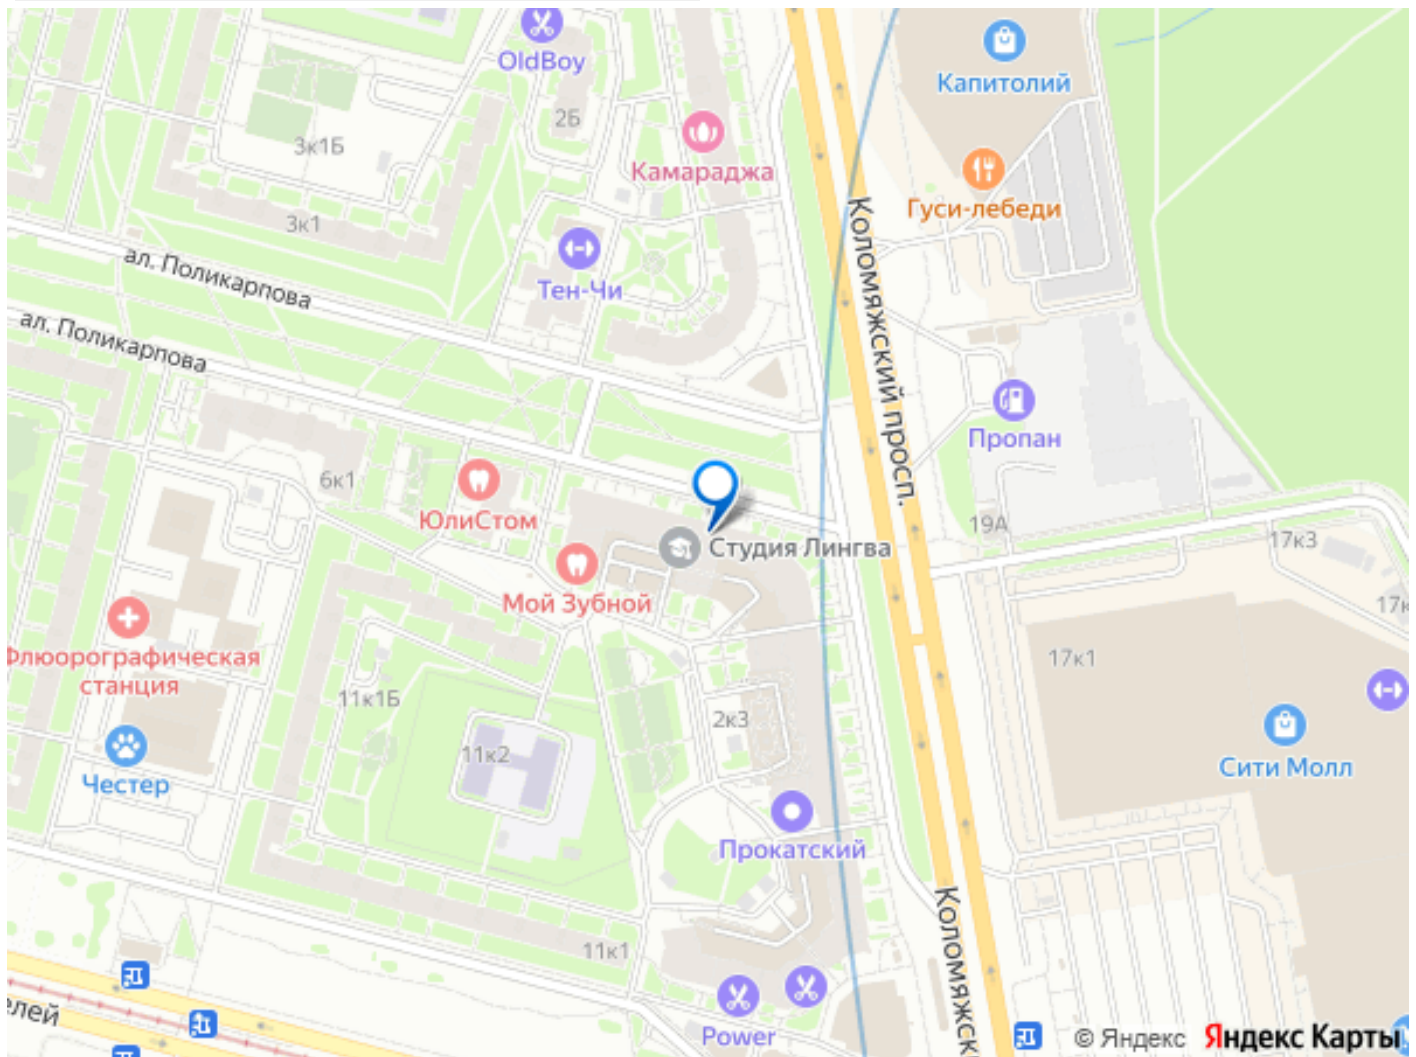 OldBoy
Капитолий
2Б
3к1Б
Камараджа
Гуси-лебеди
3к1
Коломяжский просп.
ал. Поликарпова
Тен-Чи
ал. Поликарпова
Пропан
6к1
ЮлиСтом
19А
17к3
Студия Лингва
Мой Зубной
17к
Флюорографическая
станция
17к1
11к1Б
2к3
11к2
Сити Молл
Честер
Прокатский
Коломяжск
11к1
елей
Power
© Яндекс Яндекс Карты